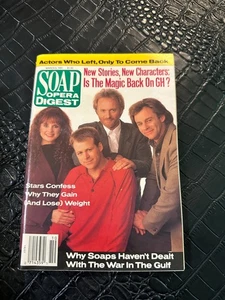 Actors Who Left, Only To Come Back
SOAP
OPERA
DIGEST
New Stories, New Characters:
Is The Magic Back On GH?
Stars Confess
Why They Gain
(And Lose) Weight
Why Soaps Haven't Dealt
With The War In The Gulf